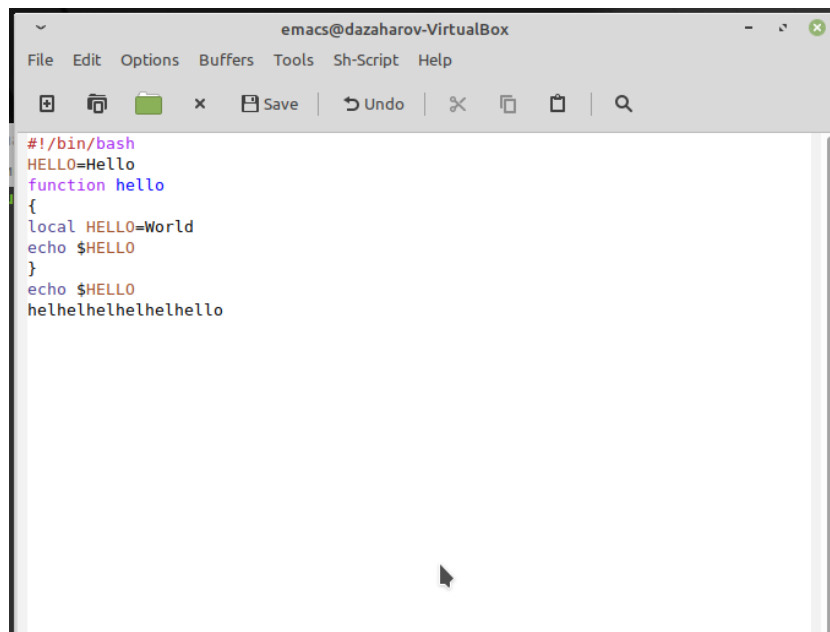 emacs@dazaharov-VirtualBox
File Edit Options Buffers Tools Sh-Script Help
Save Undo
#!/bin/bash
HELLO=Hello
function hello
{
local HELLO=World
echo $HELLO
}
echo $HELLO
helhelhelhelhelhello